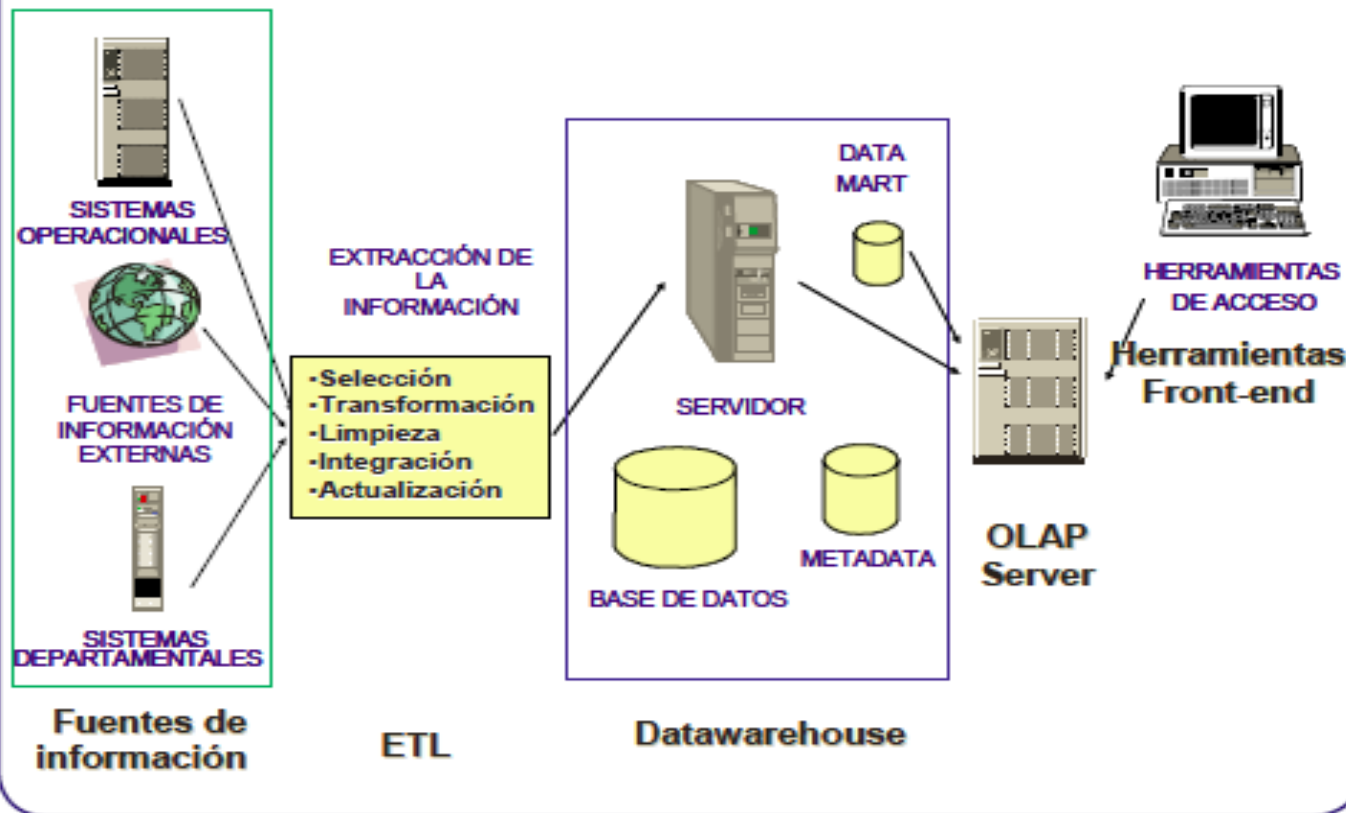 SISTEMAS
OPERACIONALES
FUENTES DE
INFORMACIÓN
EXTERNAS
SISTEMAS
DEPARTAMENTALES
Fuentes de
información
EXTRACCIÓN DE
LA
INFORMACIÓN
•Selección
•Transformación
•Limpieza
•Integración
•Actualización
ETL
DATA
MART
SERVIDOR
BASE DE DATOS
METADATA
Datawarehouse
OLAP
Server
HERRAMIENTAS
DE ACCESO
Herramientas
Front-end